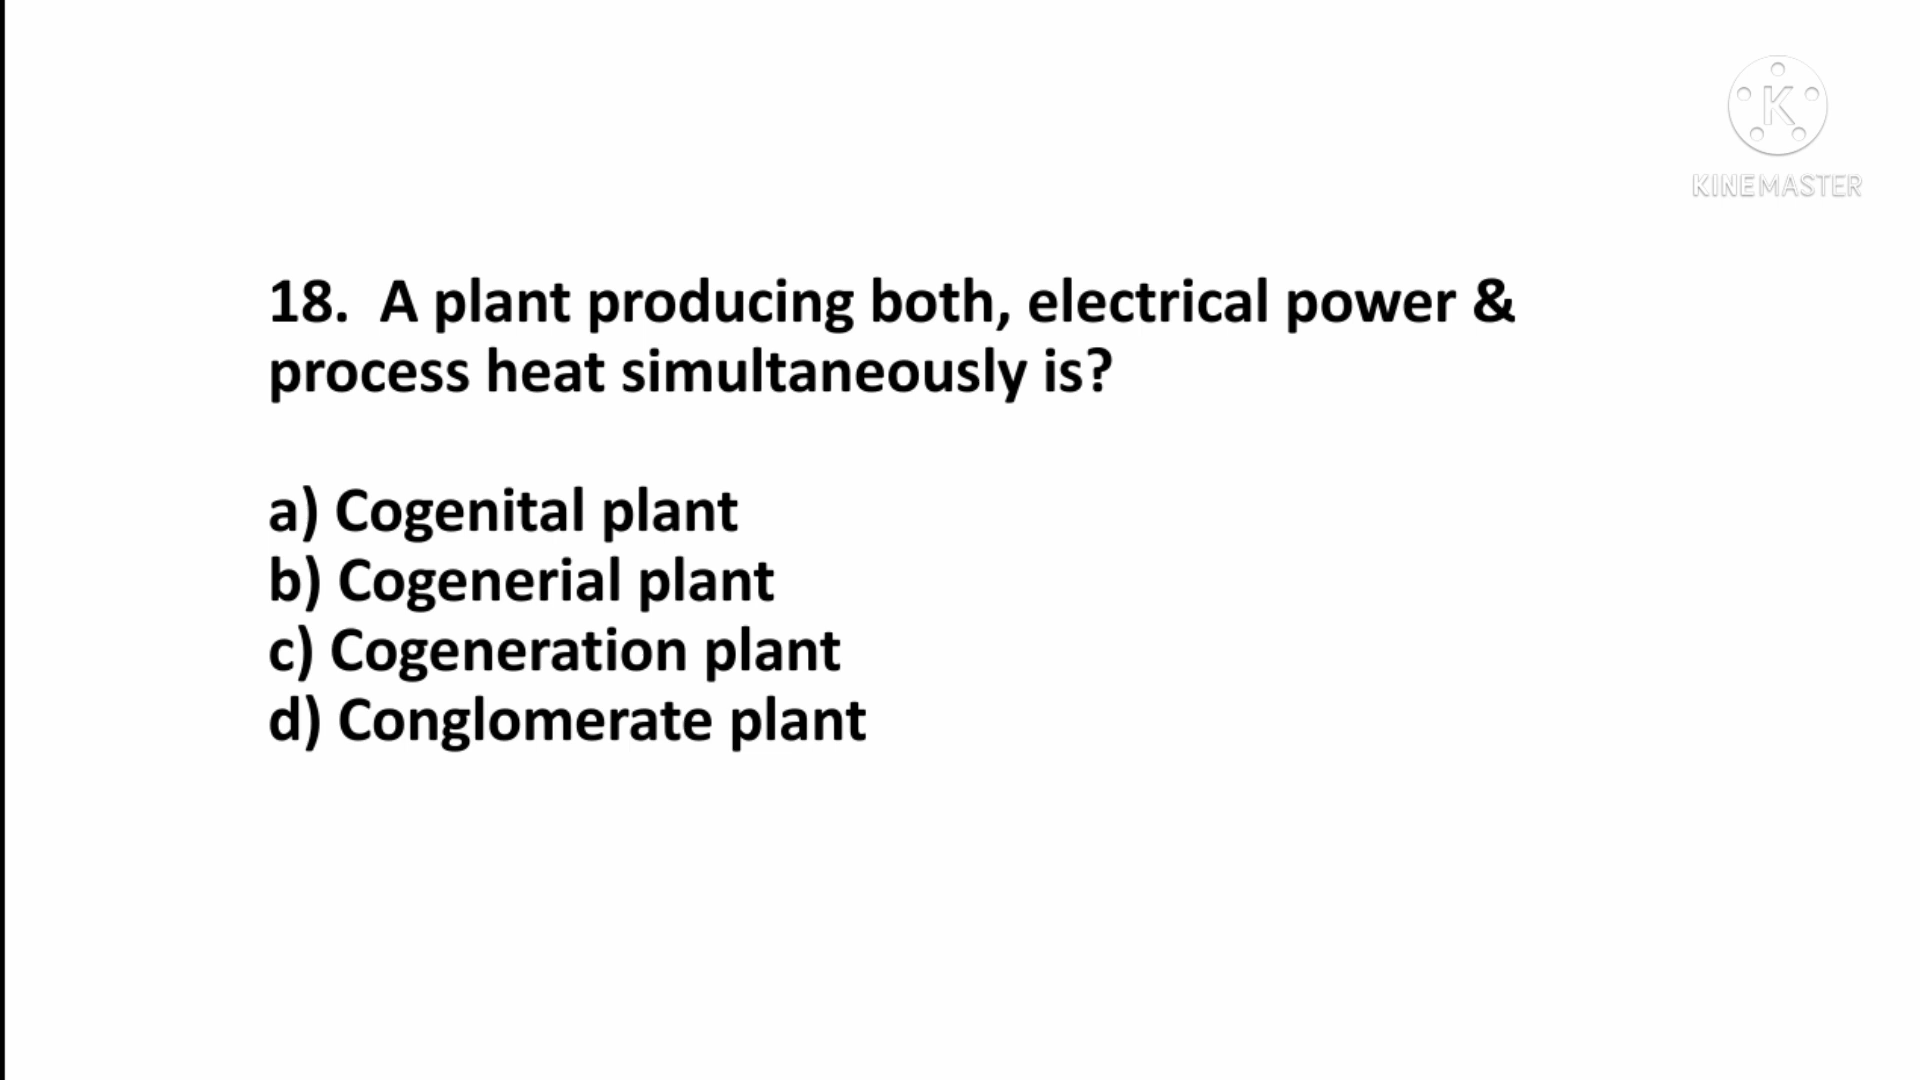 K
KINEMASTER
18. A plant producing both, electrical power &
process heat simultaneously is?
a) Cogenital plant
b) Cogenerial plant
c) Cogeneration plant
d) Conglomerate plant